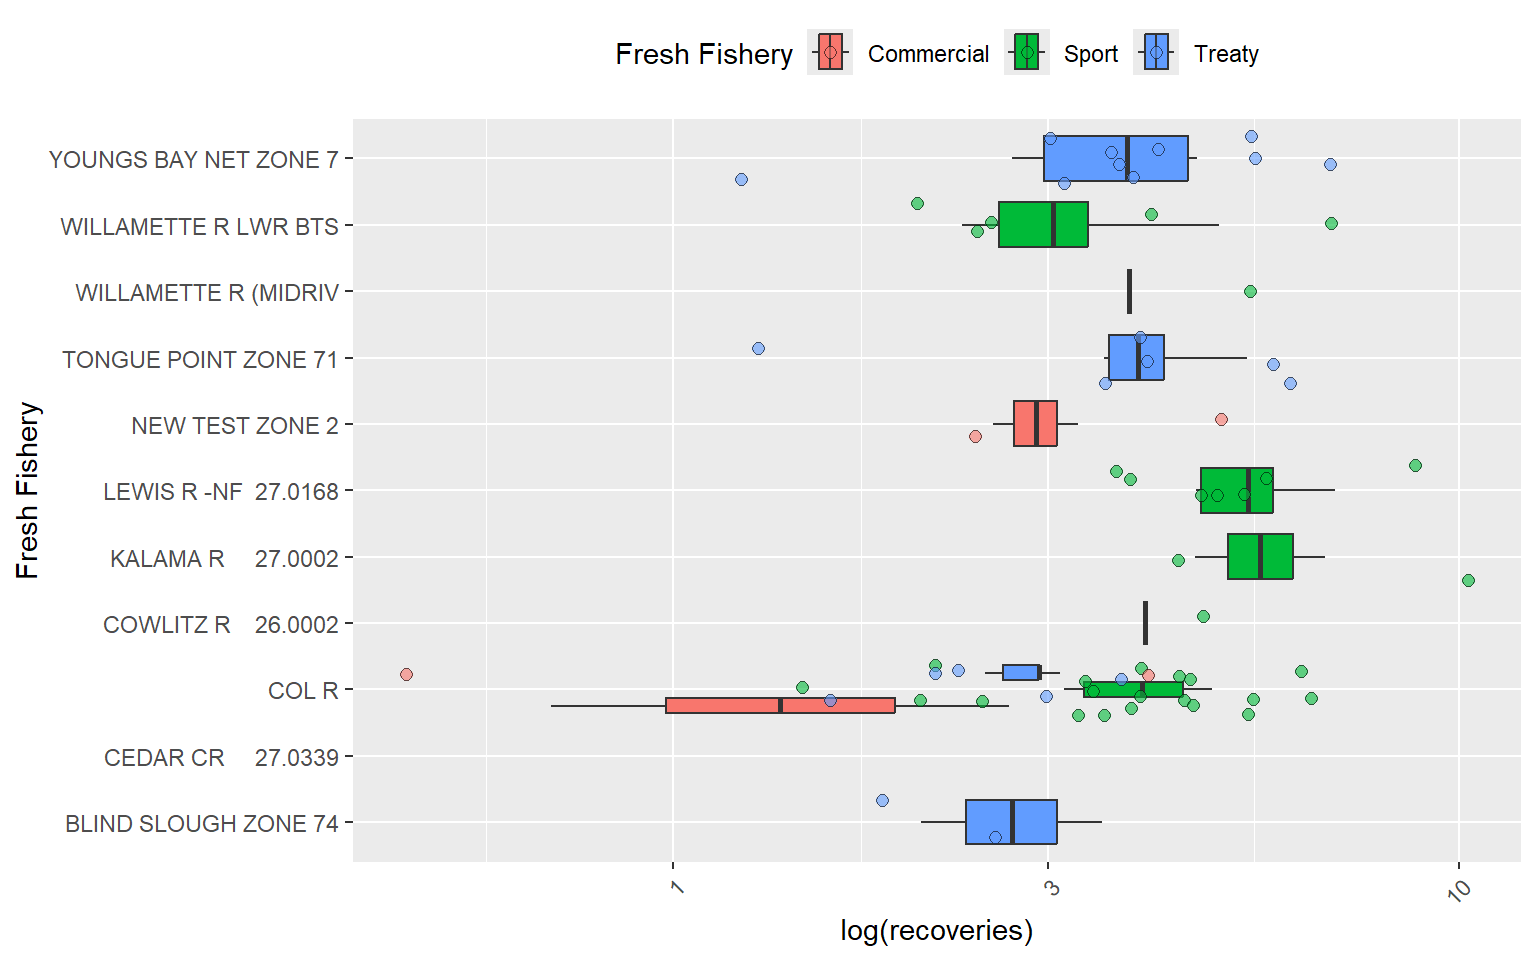 Fresh Fishery Commercial Sport Treaty
YOUNGS BAY NET ZONE 7
WILLAMETTE R LWR BTS
WILLAMETTE R (MIDRIV
TONGUE POINT ZONE 71
NEW TEST ZONE 2
LEWIS R -NF  27.0168
KALAMA R    27.0002
COWLITZ R    26.0002
COL R
CEDAR CR    27.0339
BLIND SLOUGH ZONE 74
Fresh Fishery
1 3 10
log(recoveries)